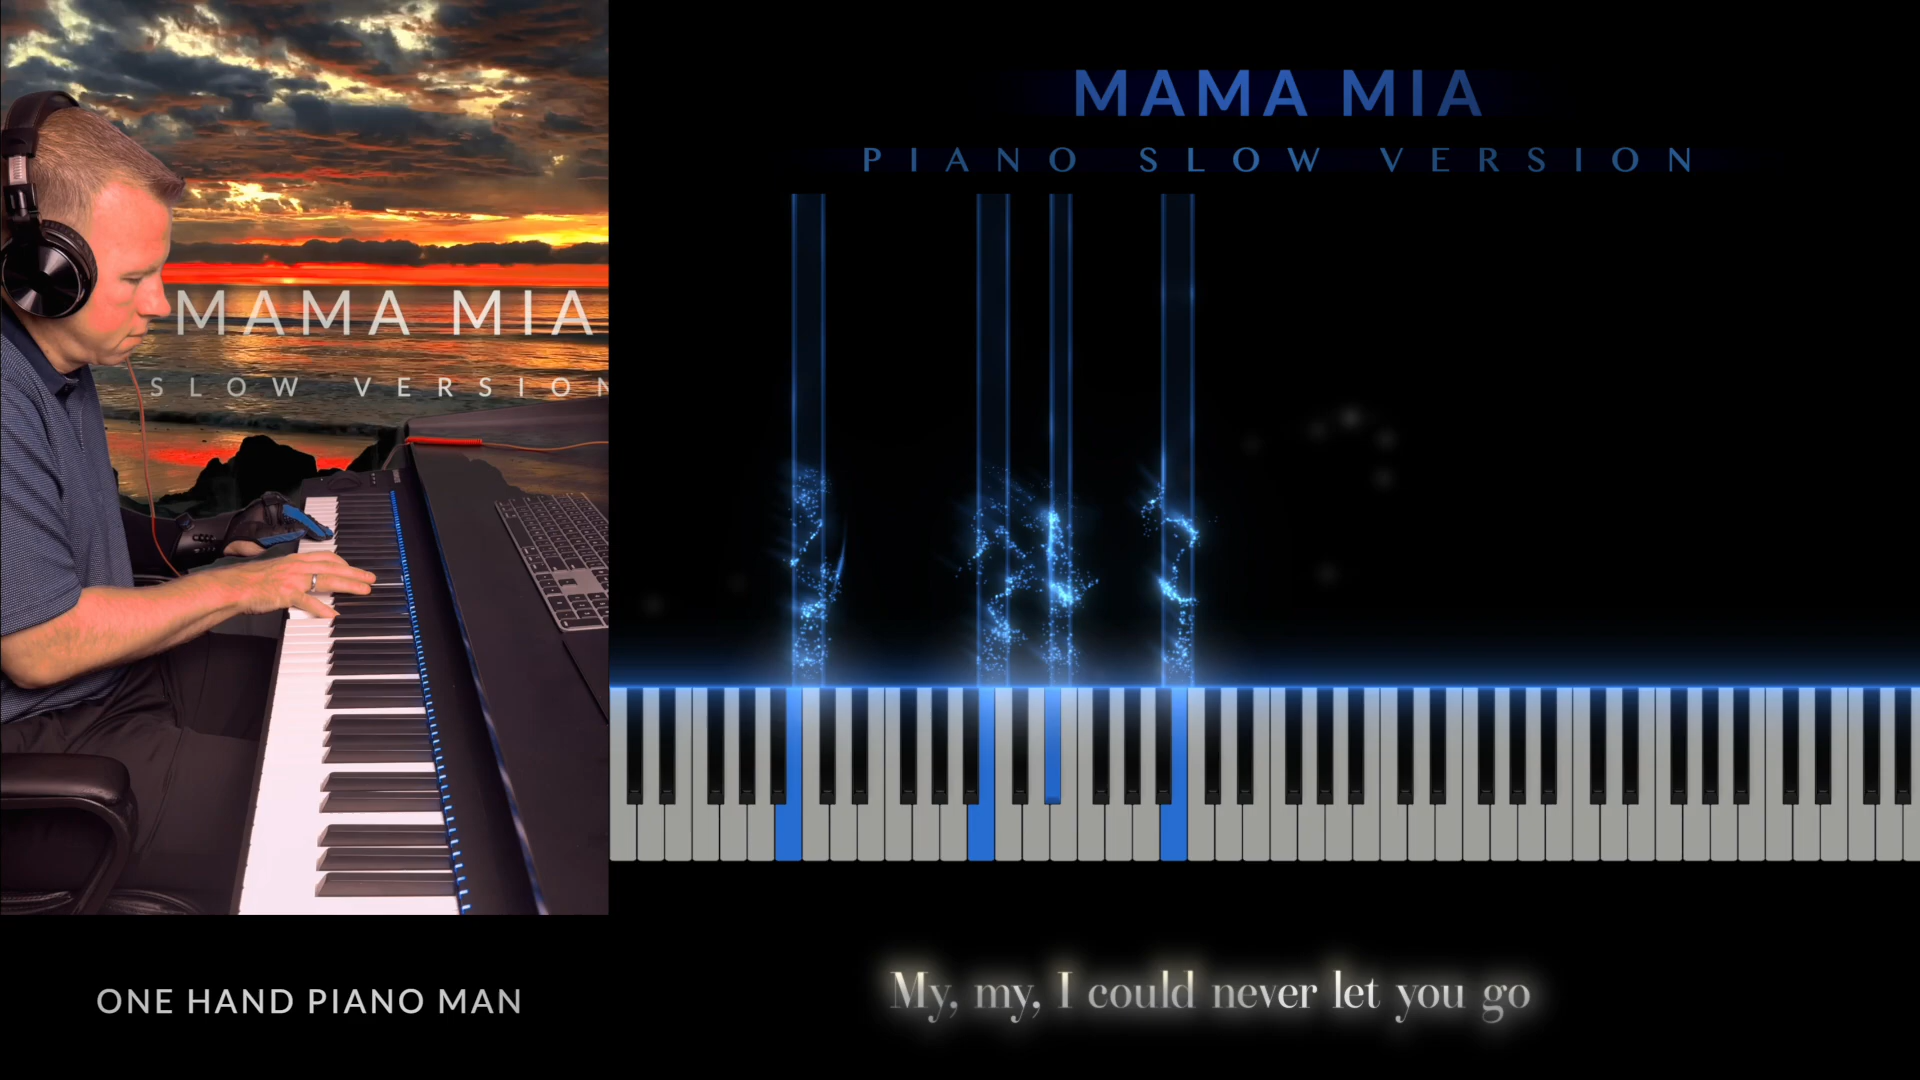 MAMA MIA
PIANO SLOW VERSION
MAMA MIA
SLOW VERSION
ONE HAND PIANO MAN
My, my, I could never let you go